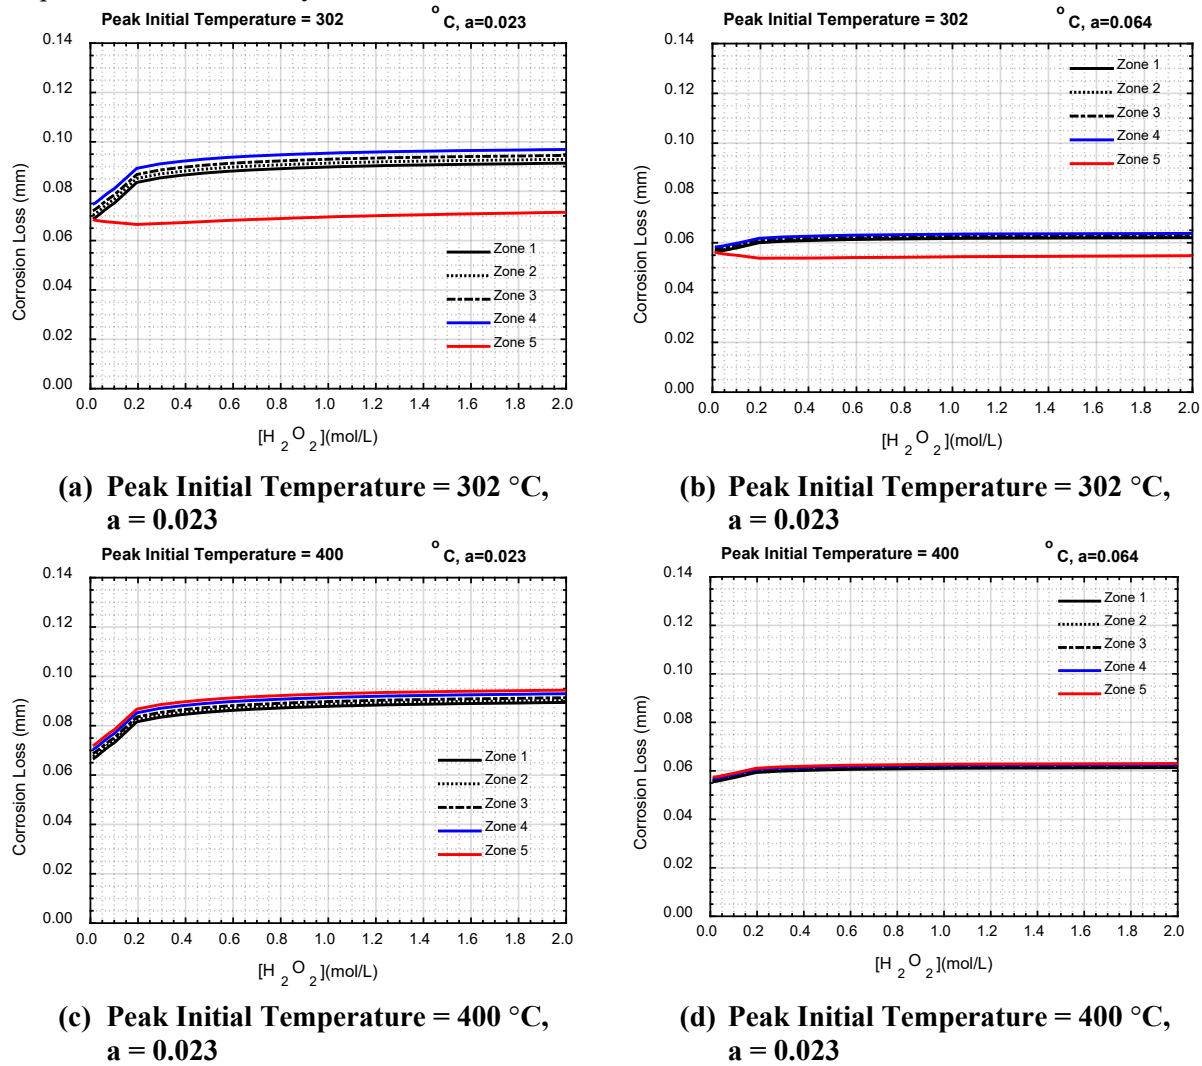 Peak Initial Temperature = 302 °C, a=0.023
0.14
0.12
0.10
0.08
0.06
0.04
0.02
0.00
Corrosion Loss (mm)
Zone 1
Zone 2
Zone 3
Zone 4
Zone 5
0.0 0.2 0.4 0.6 0.8 1.0 1.2 1.4 1.6 1.8 2.0
[H2O2](mol/L)
(a) Peak Initial Temperature = 302 °C,
a = 0.023
Peak Initial Temperature = 302 °C, a=0.064
0.14
0.12
0.10
0.08
0.06
0.04
0.02
0.00
Corrosion Loss (mm)
Zone 1
Zone 2
Zone 3
Zone 4
Zone 5
0.0 0.2 0.4 0.6 0.8 1.0 1.2 1.4 1.6 1.8 2.0
[H2O2](mol/L)
(b) Peak Initial Temperature = 302 °C,
a = 0.023
Peak Initial Temperature = 400 °C, a=0.023
0.14
0.12
0.10
0.08
0.06
0.04
0.02
0.00
Corrosion Loss (mm)
Zone 1
Zone 2
Zone 3
Zone 4
Zone 5
0.0 0.2 0.4 0.6 0.8 1.0 1.2 1.4 1.6 1.8 2.0
[H2O2](mol/L)
(c) Peak Initial Temperature = 400 °C,
a = 0.023
Peak Initial Temperature = 400 °C, a=0.064
0.14
0.12
0.10
0.08
0.06
0.04
0.02
0.00
Corrosion Loss (mm)
Zone 1
Zone 2
Zone 3
Zone 4
Zone 5
0.0 0.2 0.4 0.6 0.8 1.0 1.2 1.4 1.6 1.8 2.0
[H2O2](mol/L)
(d) Peak Initial Temperature = 400 °C,
a = 0.023